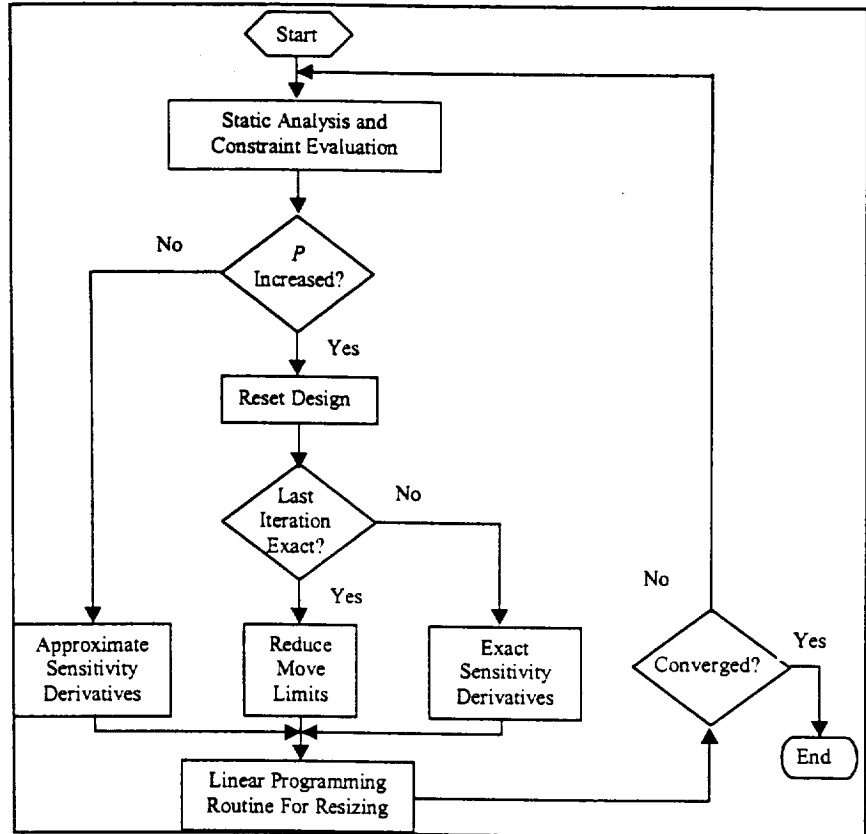 Start
Static Analysis and
Constraint Evaluation
No
P
Increased?
Yes
Reset Design
Last
Iteration
Exact?
No
Yes
No
Approximate
Sensitivity
Derivatives
Reduce
Move
Limits
Exact
Sensitivity
Derivatives
Converged?
Yes
End
Linear Programming
Routine For Resizing